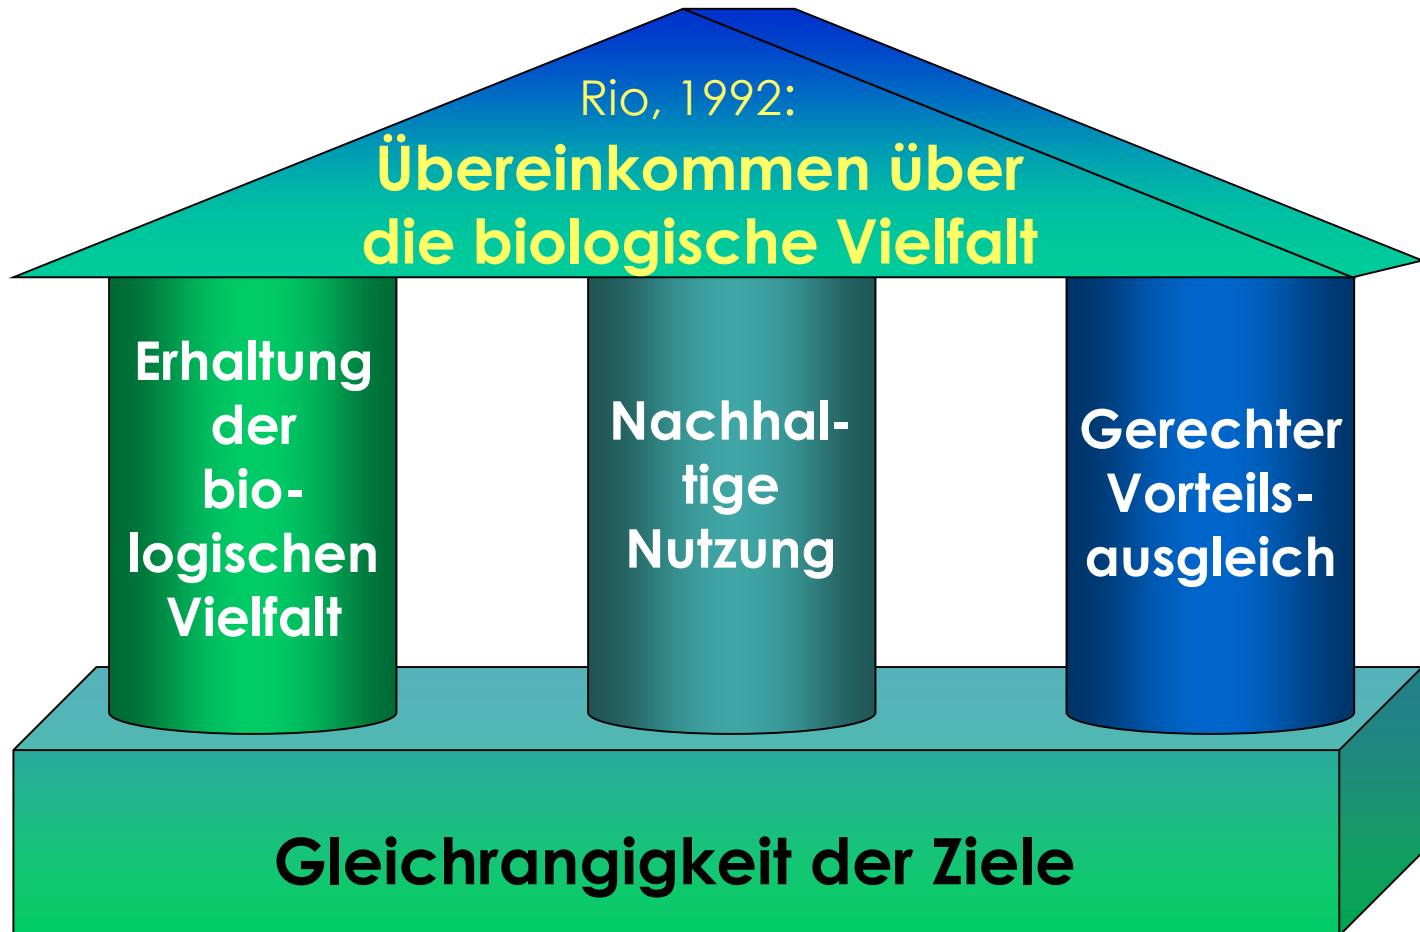 Rio, 1992:
Übereinkommen über
die biologische Vielfalt
Erhaltung
der
bio-
logischen
Vielfalt
Nachhal-
tige
Nutzung
Gerechter
Vorteils-
ausgleich
Gleichrangigkeit der Ziele